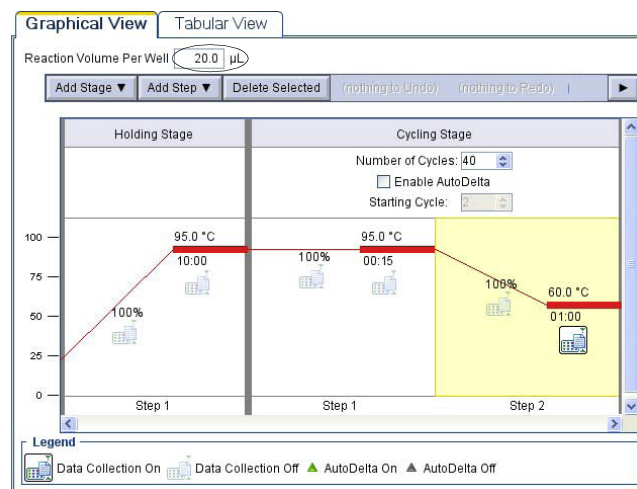 Graphical View Tabular View
Reaction Volume Per Well 20.0 µL
Add Stage ▼ Add Step ▼ Delete Selected (nothing to Undo) (nothing to Redo)
Holding Stage Cycling Stage
Number of Cycles: 40
Enable AutoDelta
Starting Cycle: 2
100
75
50
25
0
95.0 °C
10:00
100%
95.0 °C
00:15
100%
60.0 °C
01:00
100%
Step 1 Step 1 Step 2
Legend
Data Collection On Data Collection Off AutoDelta On AutoDelta Off